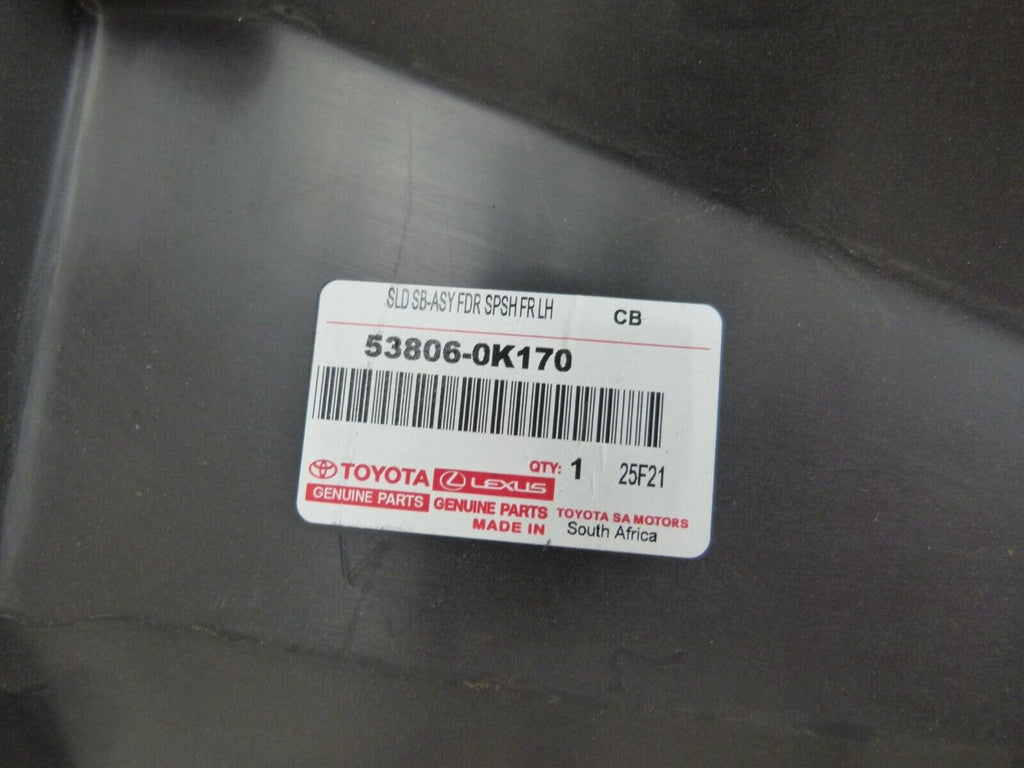 SLD SB-ASY FDR SPSH FR LH CB
53806-0K170
QTY: 1 25F21
TOYOTA LEXUS
GENUINE PARTS GENUINE PARTS TOYOTA SA MOTORS
MADE IN South Africa